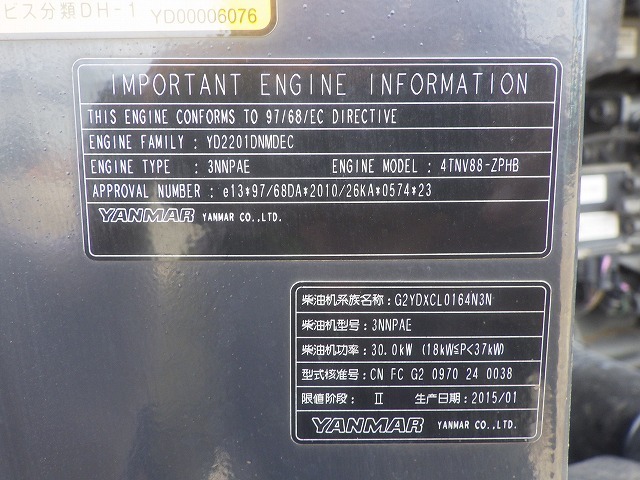 ビス分類DH-1 YD00006076
IMPORTANT ENGINE INFORMATION
THIS ENGINE CONFORMS TO 97/68/EC DIRECTIVE
ENGINE FAMILY : YD2201DNMDEC
ENGINE TYPE : 3NNPAE ENGINE MODEL : 4TNV88-ZPHB
APPROVAL NUMBER : e13*97/68DA*2010/26KA*0574*23
YANMAR YANMAR CO.,LTD.
柴油机系族名称: G2YDXCL0164N3N
柴油机型号: 3NNPAE
柴油机功率: 30.0kW (18kW≦P<37kW)
型式核准号: CN FC G2 0970 24 0038
限值阶段: Ⅱ 生产日期: 2015/01
YANMAR YANMAR CO.,LTD.